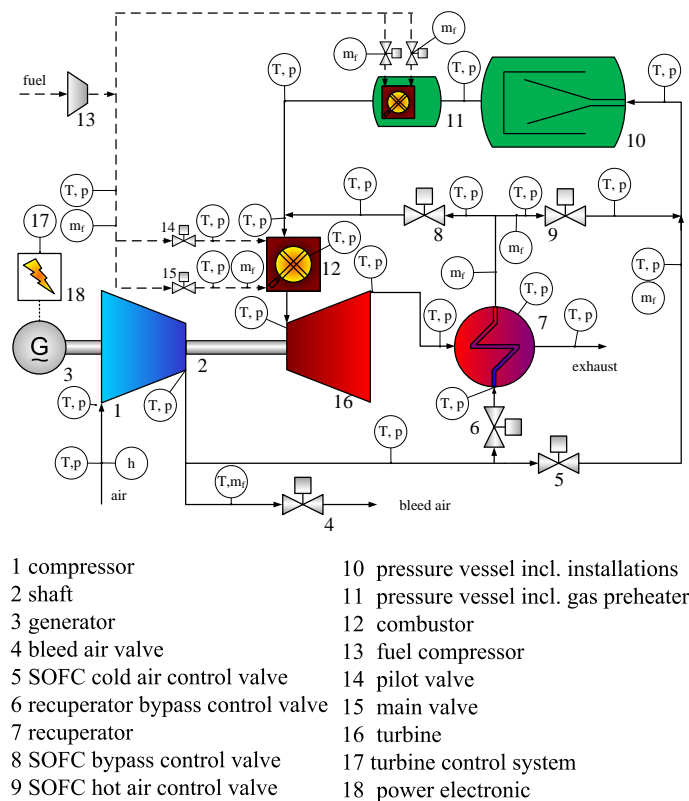 m_f
T, p
m_f
T, p
T, p
fuel
13
11
10
T, p
T, p
T, p
T, p
17
m_f
14
T, p
T, p
8
m_f
9
15
T, p
m_f
T, p
12
T, p
m_f
T, p
m_f
18
T, p
T, p
T, p
7
T, p
G
3
2
16
exhaust
T, p
1
T, p
T, p
6
T,p
h
T, p
5
air
T,m_f
4
bleed air
1 compressor
2 shaft
3 generator
4 bleed air valve
5 SOFC cold air control valve
6 recuperator bypass control valve
7 recuperator
8 SOFC bypass control valve
9 SOFC hot air control valve
10 pressure vessel incl. installations
11 pressure vessel incl. gas preheater
12 combustor
13 fuel compressor
14 pilot valve
15 main valve
16 turbine
17 turbine control system
18 power electronic